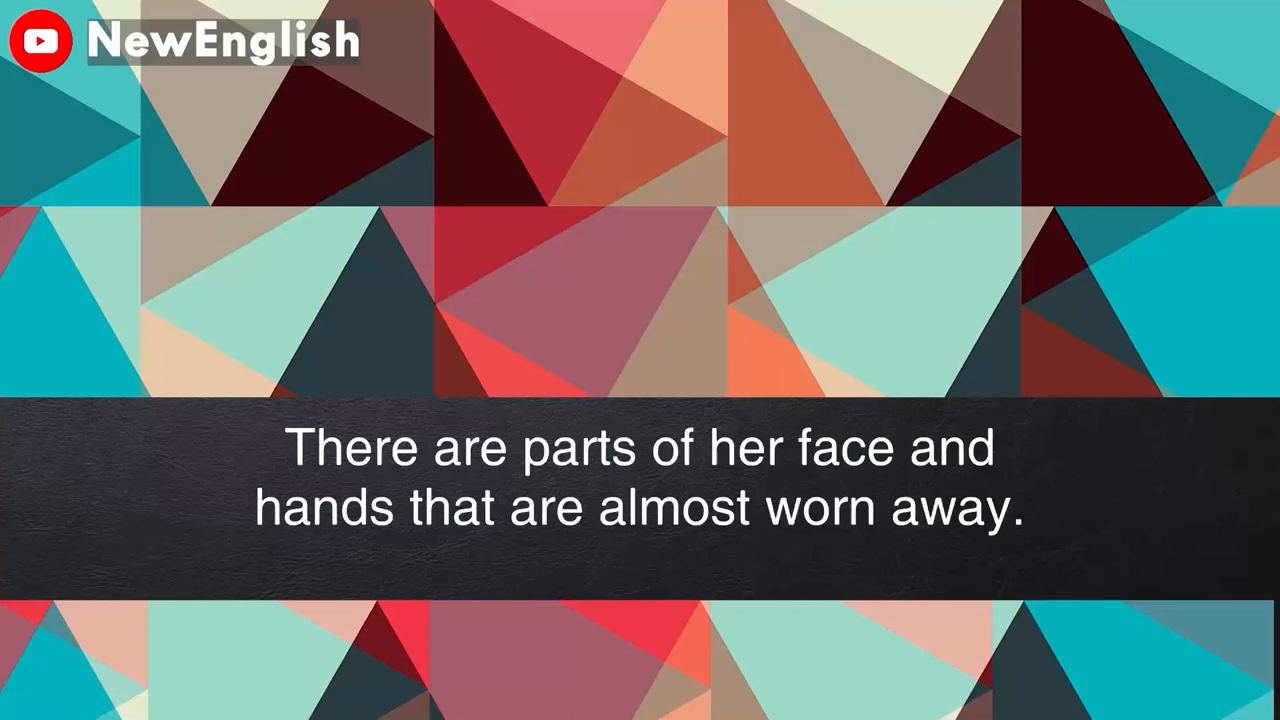 NewEnglish
There are parts of her face and
hands that are almost worn away.